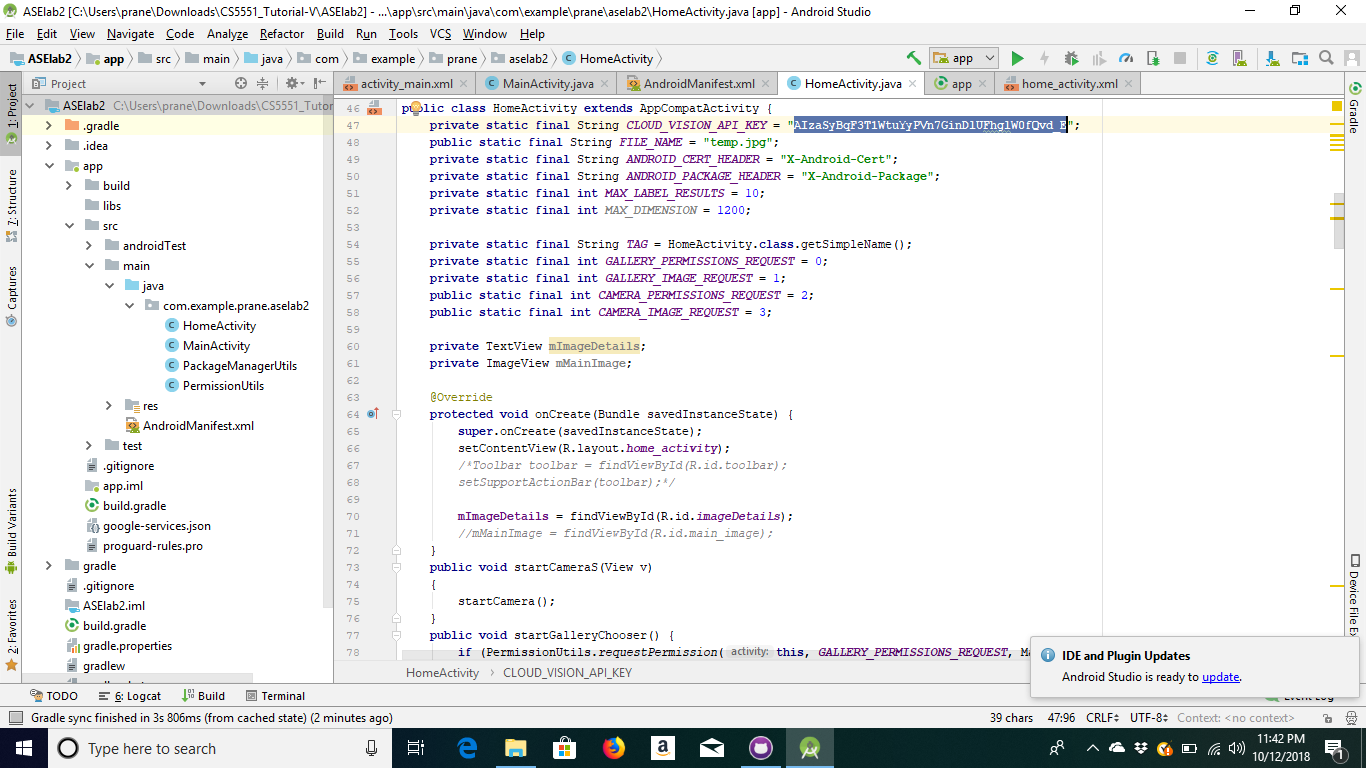 ASElab2 [C:\Users\prane\Downloads\CS5551_Tutorial-V\ASElab2] - ...\app\src\main\java\com\example\prane\aselab2\HomeActivity.java [app] - Android Studio
File Edit View Navigate Code Analyze Refactor Build Run Tools VCS Window Help
ASElab2 app src main java com example prane aselab2 HomeActivity app
Project activity_main.xml MainActivity.java AndroidManifest.xml HomeActivity.java app home_activity.xml
1: Project
7: Structure
Captures
Build Variants
2: Favorites
ASElab2 C:\Users\prane\Downloads\CS5551_Tutor
.gradle
.idea
app
build
libs
src
androidTest
main
java
com.example.prane.aselab2
HomeActivity
MainActivity
PackageManagerUtils
PermissionUtils
res
AndroidManifest.xml
test
.gitignore
app.iml
build.gradle
google-services.json
proguard-rules.pro
gradle
.gitignore
ASElab2.iml
build.gradle
gradle.properties
gradlew
46 public class HomeActivity extends AppCompatActivity {
47 private static final String CLOUD_VISION_API_KEY = "";
48 public static final String FILE_NAME = "temp.jpg";
49 private static final String ANDROID_CERT_HEADER = "X-Android-Cert";
50 private static final String ANDROID_PACKAGE_HEADER = "X-Android-Package";
51 private static final int MAX_LABEL_RESULTS = 10;
52 private static final int MAX_DIMENSION = 1200;
53
54 private static final String TAG = HomeActivity.class.getSimpleName();
55 private static final int GALLERY_PERMISSIONS_REQUEST = 0;
56 private static final int GALLERY_IMAGE_REQUEST = 1;
57 public static final int CAMERA_PERMISSIONS_REQUEST = 2;
58 public static final int CAMERA_IMAGE_REQUEST = 3;
59
60 private TextView mImageDetails;
61 private ImageView mMainImage;
62
63 @Override
64 protected void onCreate(Bundle savedInstanceState) {
65 super.onCreate(savedInstanceState);
66 setContentView(R.layout.home_activity);
67 /*Toolbar toolbar = findViewById(R.id.toolbar);
68 setSupportActionBar(toolbar);*/
69
70 mImageDetails = findViewById(R.id.imageDetails);
71 //mMainImage = findViewById(R.id.main_image);
72 }
73 public void startCameraS(View v)
74 {
75 startCamera();
76 }
77 public void startGalleryChooser() {
78 if (PermissionUtils.requestPermission( activity: this, GALLERY_PERMISSIONS_REQUEST, M
HomeActivity CLOUD_VISION_API_KEY
Gradle
Device File Ex
IDE and Plugin Updates
Android Studio is ready to update.
TODO 6: Logcat Build Terminal Event Log
Gradle sync finished in 3s 806ms (from cached state) (2 minutes ago) 39 chars 47:96 CRLF UTF-8 Context: <no context>
Type here to search
11:42 PM
10/12/2018
1